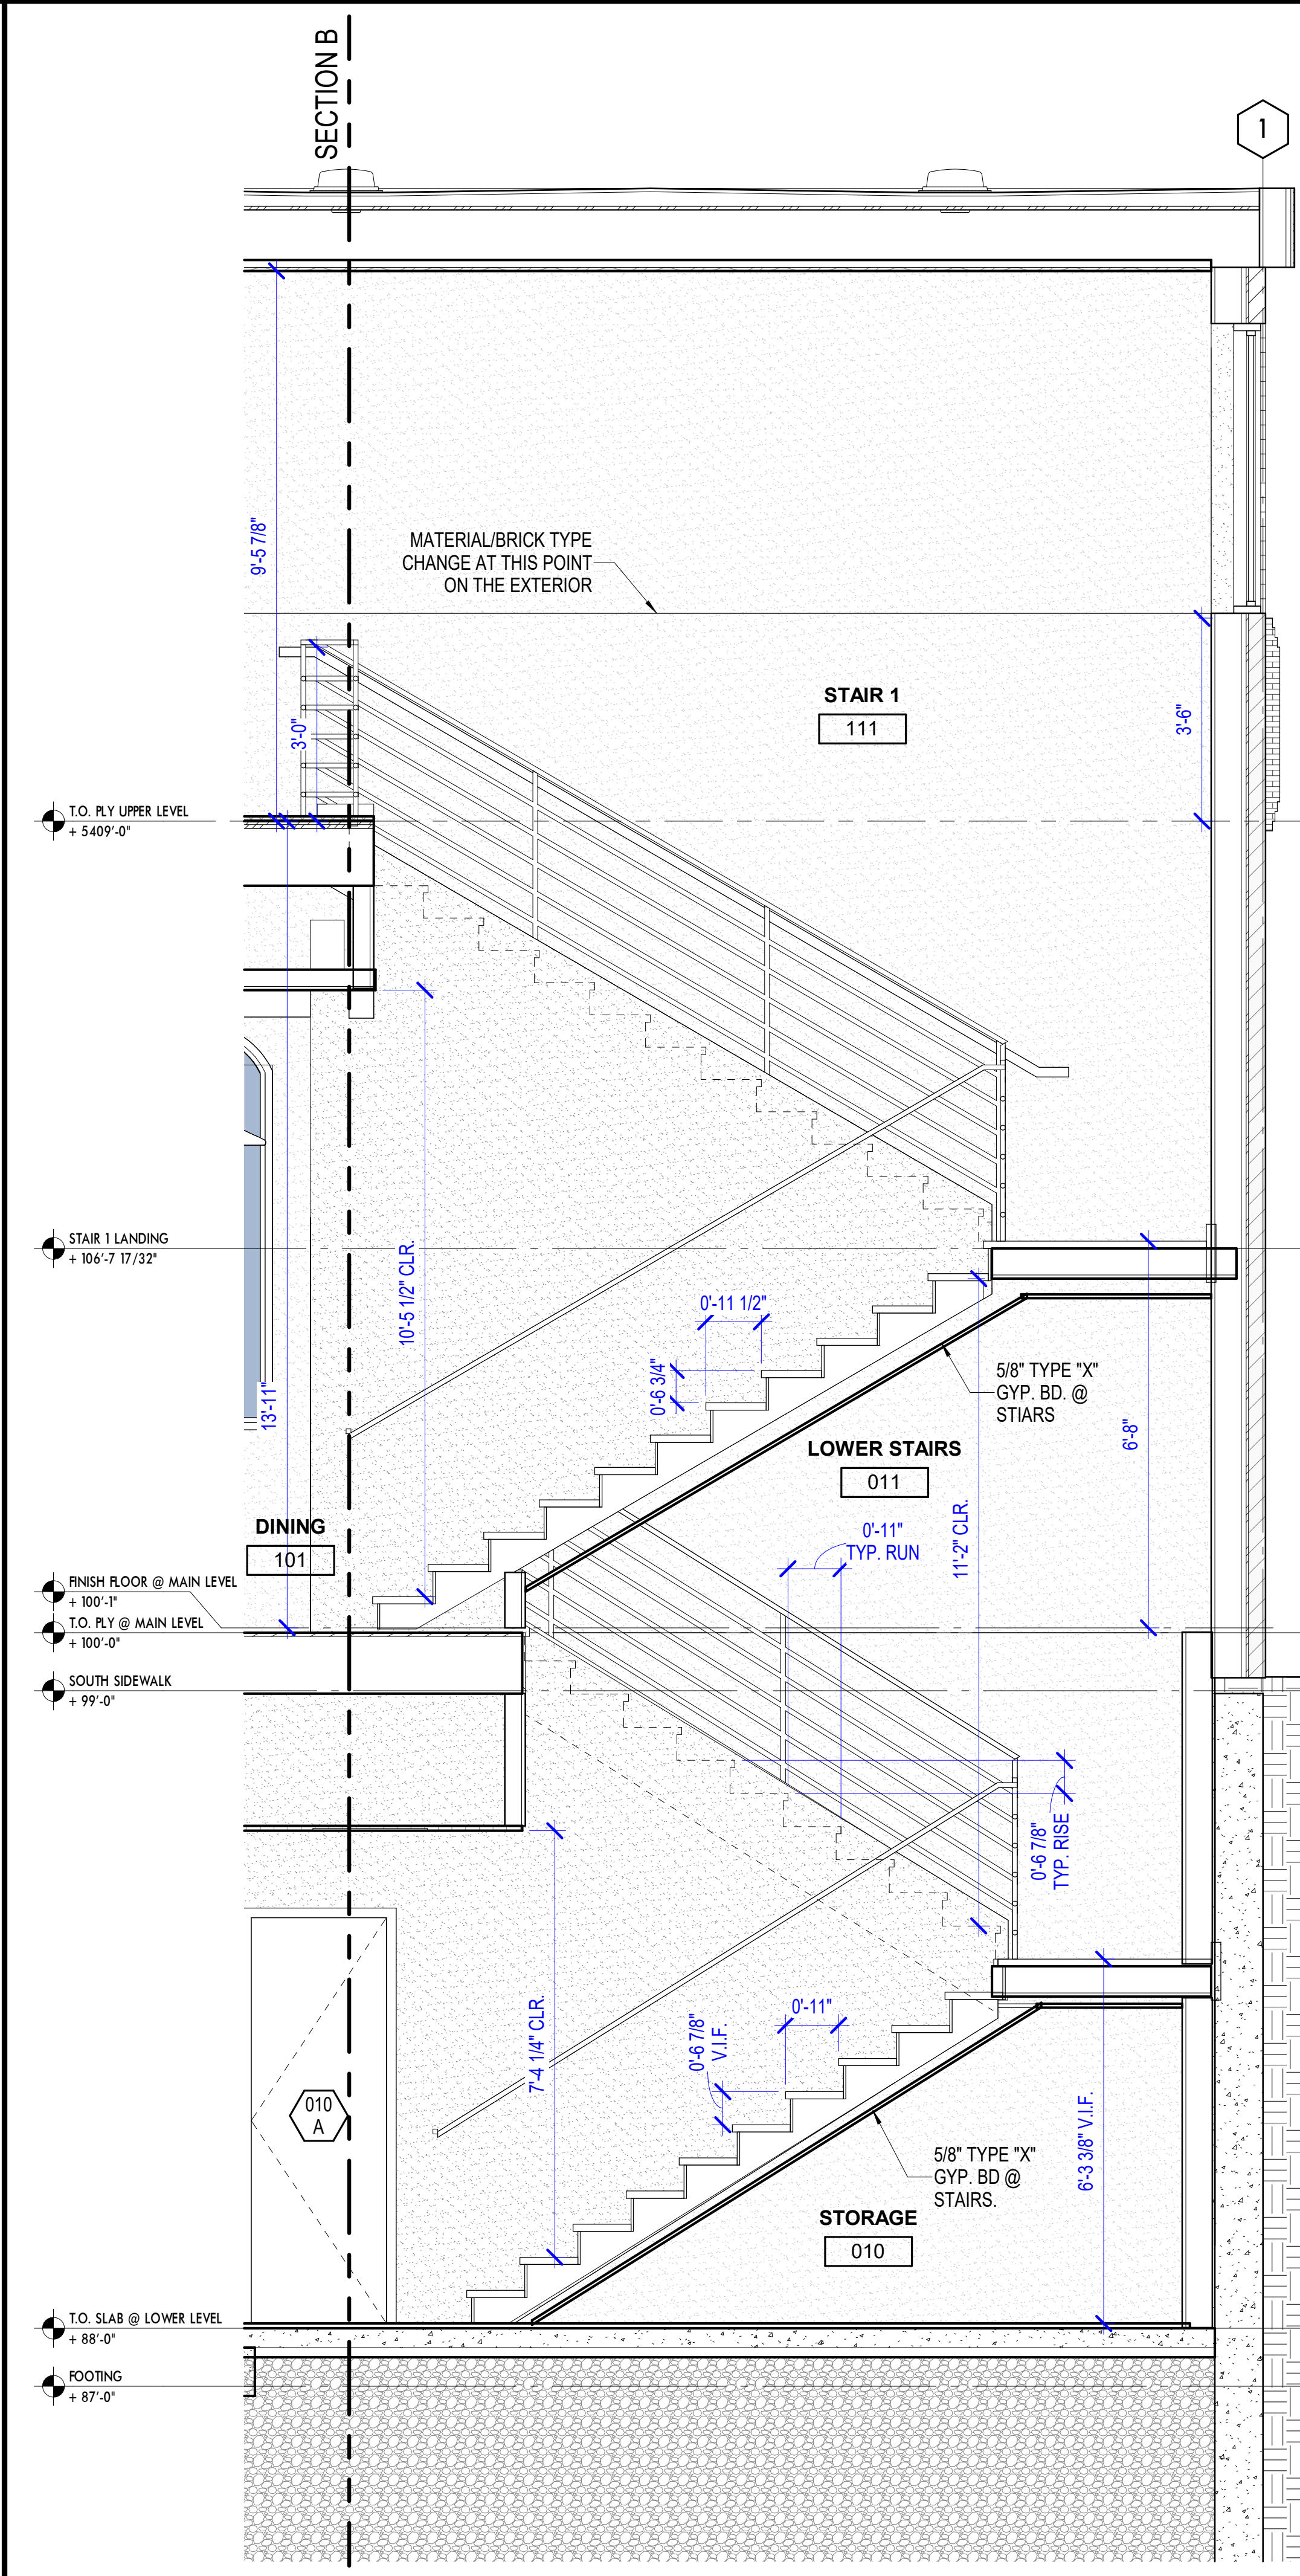 SECTION B
1
9'-5 7/8"
MATERIAL/BRICK TYPE
CHANGE AT THIS POINT
ON THE EXTERIOR
STAIR 1
111
3'-0"
3'-6"
T.O. PLY UPPER LEVEL
+ 5409'-0"
STAIR 1 LANDING
+ 106'-7 17/32"
10'-5 1/2" CLR.
0'-11 1/2"
0'-6 3/4"
13'-11"
5/8" TYPE "X"
GYP. BD. @
STIARS
6'-8"
LOWER STAIRS
011
DINING
101
0'-11"
TYP. RUN
11'-2" CLR.
FINISH FLOOR @ MAIN LEVEL
+ 100'-1"
T.O. PLY @ MAIN LEVEL
+ 100'-0"
SOUTH SIDEWALK
+ 99'-0"
0'-6 7/8"
TYP. RISE
7'-4 1/4" CLR.
0'-6 7/8"
V.I.F.
0'-11"
010
A
6'-3 3/8" V.I.F.
5/8" TYPE "X"
GYP. BD @
STAIRS.
STORAGE
010
T.O. SLAB @ LOWER LEVEL
+ 88'-0"
FOOTING
+ 87'-0"